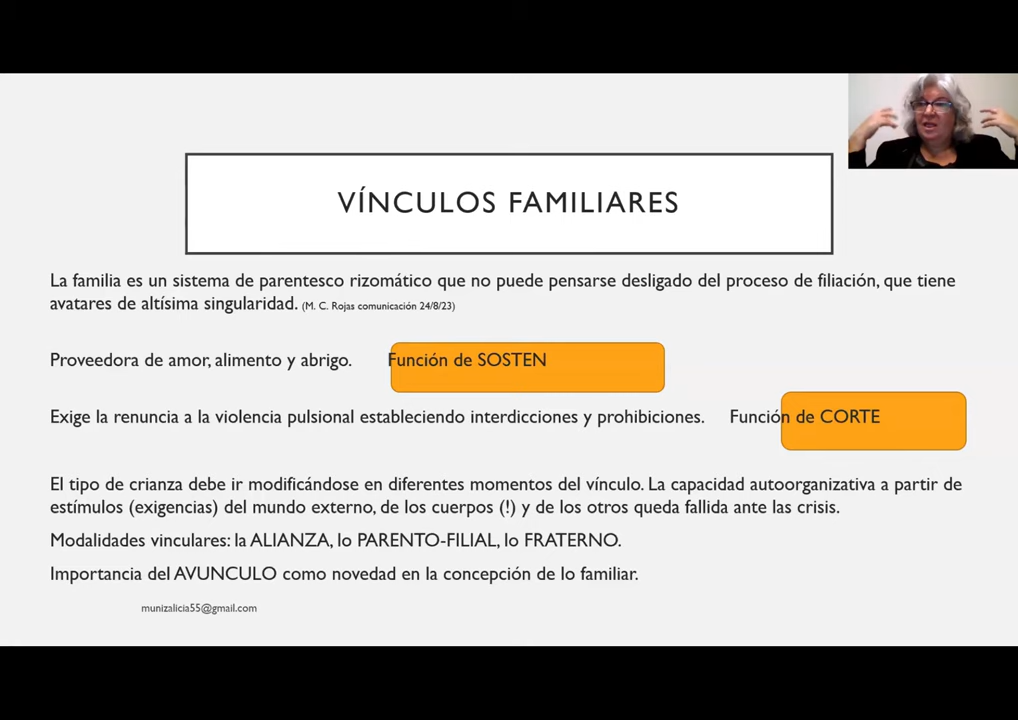 VÍNCULOS FAMILIARES
La familia es un sistema de parentesco rizomático que no puede pensarse desligado del proceso de filiación, que tiene
avatares de altísima singularidad. (M. C. Rojas comunicación 24/8/23)
Proveedora de amor, alimento y abrigo. Función de SOSTEN
Exige la renuncia a la violencia pulsional estableciendo interdicciones y prohibiciones. Función de CORTE
El tipo de crianza debe ir modificándose en diferentes momentos del vínculo. La capacidad autoorganizativa a partir de
estímulos (exigencias) del mundo externo, de los cuerpos (!) y de los otros queda fallida ante las crisis.
Modalidades vinculares: la ALIANZA, lo PARENTO-FILIAL, lo FRATERNO.
Importancia del AVUNCULO como novedad en la concepción de lo familiar.
munizalicia55@gmail.com